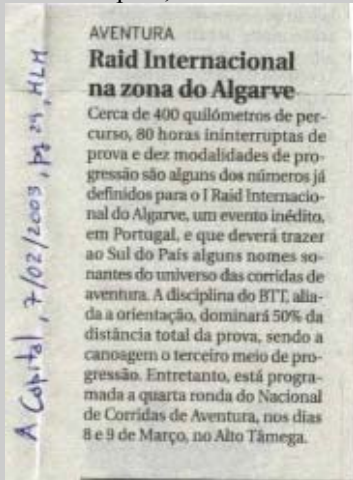 AVENTURA
Raid Internacional
na zona do Algarve
Cerca de 400 quilómetros de per-
curso, 80 horas ininterruptas de
prova e dez modalidades de pro-
gressão são alguns dos números já
definidos para o I Raid Internacio-
nal do Algarve, um evento inédito,
em Portugal, e que deverá trazer
ao Sul do País alguns nomes so-
nantes do universo das corridas de
aventura. A disciplina do BTT, alia-
da a orientação, dominará 50% da
distância total da prova, sendo a
canoagem o terceiro meio de pro-
gressão. Entretanto, está progra-
mada a quarta ronda do Nacional
de Corridas de Aventura, nos dias
8 e 9 de Março, no Alto Tâmega.
A Capital, 7/02/2003, pg 29, HLM